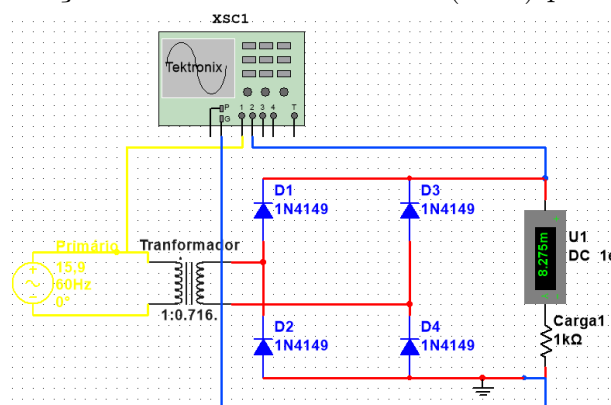 XSC1
Tektronix
P
G
1 2 3 4
T
D1
1N4149
D3
1N4149
Primário
15.9
60Hz
0°
Tranformador
1:0.716.
U1
DC 1e
8.275m
D2
1N4149
D4
1N4149
Carga1
1kΩ